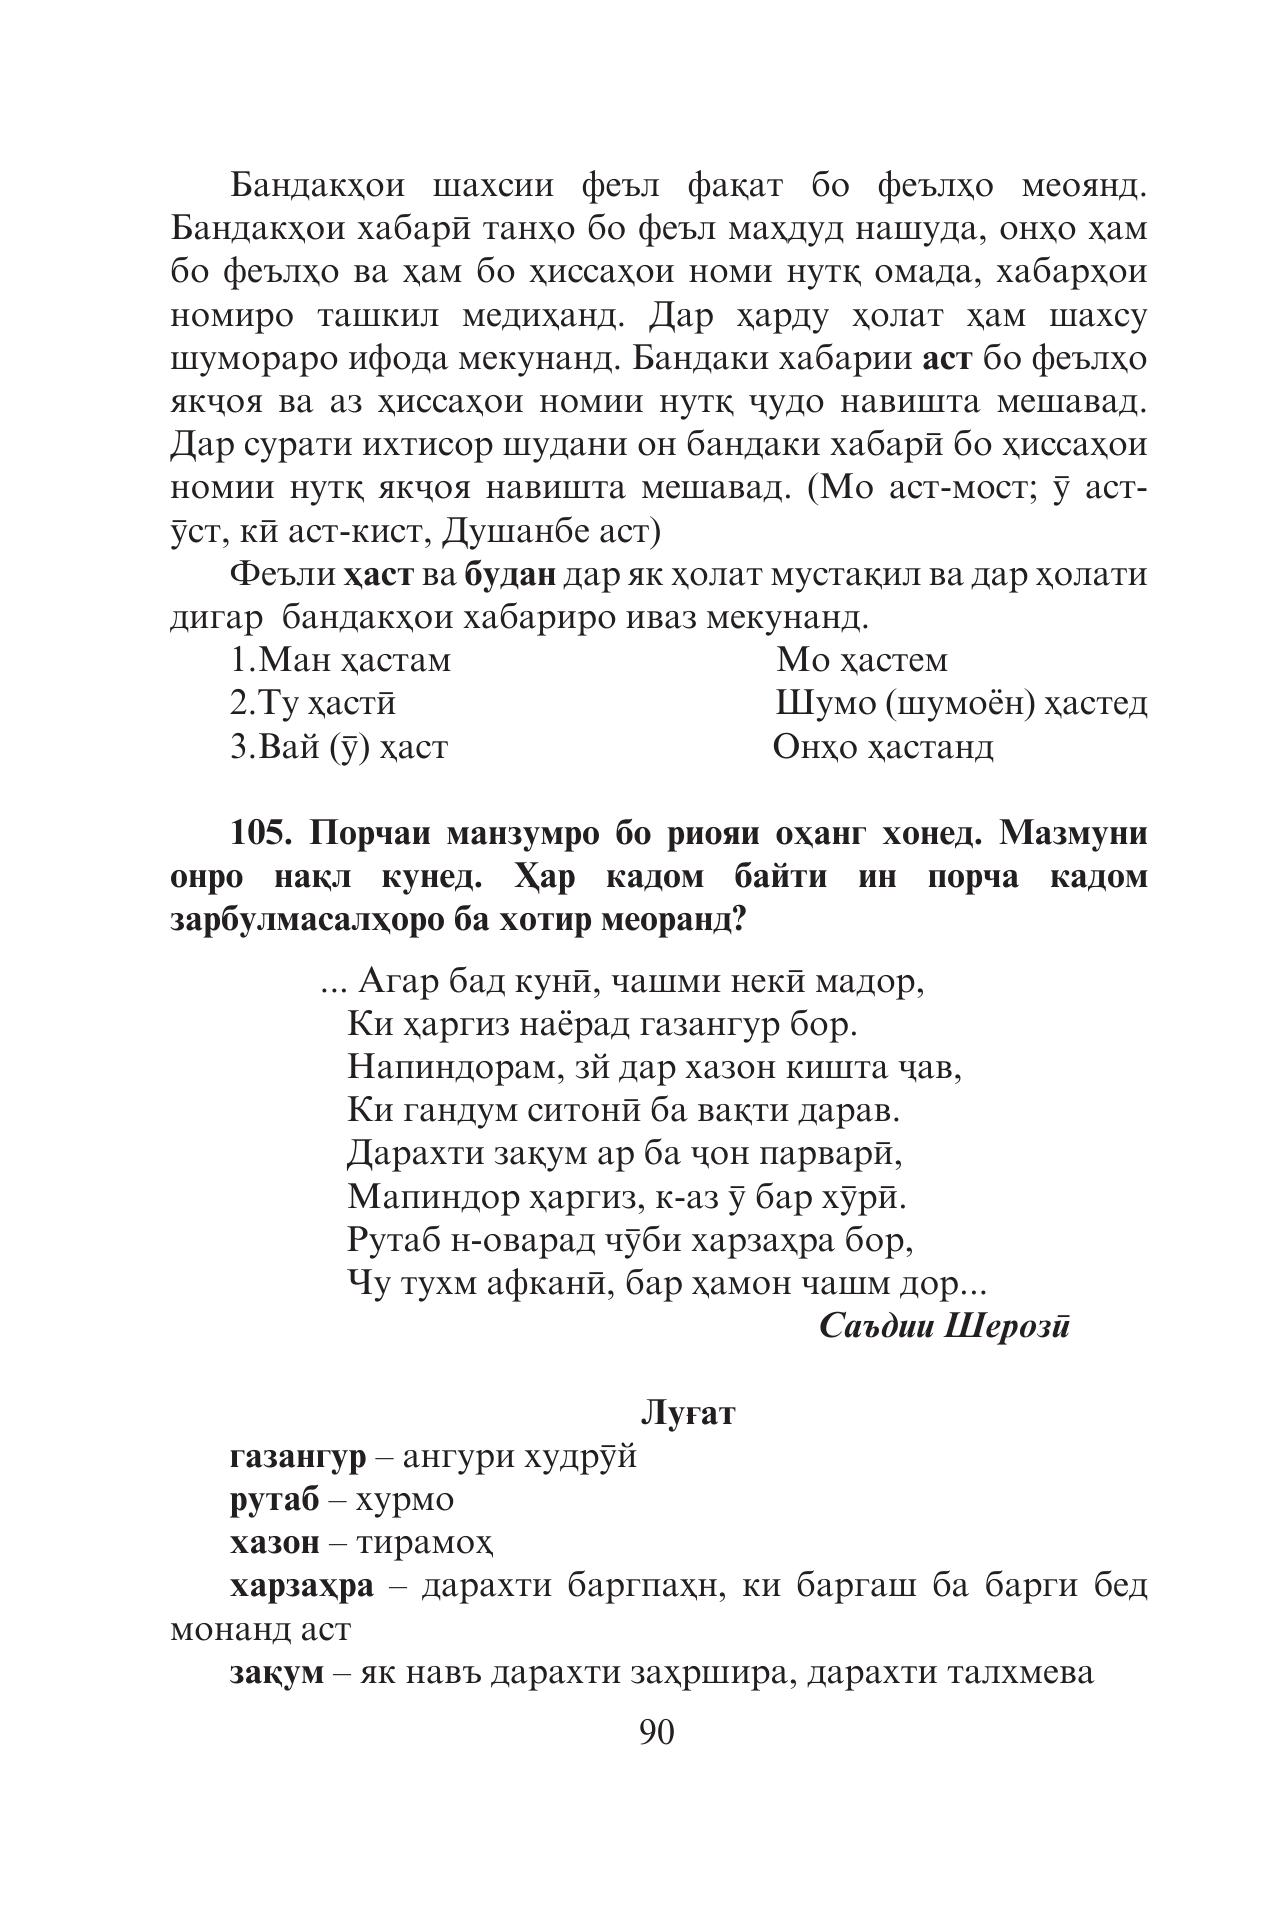 Бандакҳои шахсии феъл фақат бо феълҳо меоянд.
Бандакҳои хабарӣ танҳо бо феъл маҳдуд нашуда, онҳо ҳам
бо феълҳо ва ҳам бо ҳиссаҳои номи нутқ омада, хабарҳои
номиро ташкил медиҳанд. Дар ҳарду ҳолат ҳам шахсу
шумораро ифода мекунанд. Бандаки хабарии аст бо феълҳо
якҷоя ва аз ҳиссаҳои номии нутқ ҷудо навишта мешавад.
Дар сурати ихтисор шудани он бандаки хабарӣ бо ҳиссаҳои
номии нутқ якҷоя навишта мешавад. (Мо аст-мост; ӯ аст-
ӯст, кӣ аст-кист, Душанбе аст)
Феъли ҳаст ва будан дар як ҳолат мустақил ва дар ҳолати
дигар бандакҳои хабариро иваз мекунанд.
1.Ман ҳастам Мо ҳастем
2.Ту ҳастӣ Шумо (шумоён) ҳастед
3.Вай (ӯ) ҳаст Онҳо ҳастанд
105. Порчаи манзумро бо риояи оҳанг хонед. Мазмуни
онро нақл кунед. Ҳар кадом байти ин порча кадом
зарбулмасалҳоро ба хотир меоранд?
... Агар бад кунӣ, чашми некӣ мадор,
Ки ҳаргиз наёрад газангур бор.
Напиндорам, зй дар хазон кишта ҷав,
Ки гандум ситонӣ ба вақти дарав.
Дарахти зақум ар ба ҷон парварӣ,
Мапиндор ҳаргиз, к-аз ӯ бар хӯрӣ.
Рутаб н-оварад чӯби харзаҳра бор,
Чу тухм афканӣ, бар ҳамон чашм дор...
Саъдии Шерозӣ
Луғат
газангур – ангури худрӯй
рутаб – хурмо
хазон – тирамоҳ
харзаҳра – дарахти баргпаҳн, ки баргаш ба барги бед
монанд аст
зақум – як навъ дарахти заҳршира, дарахти талхмева
90